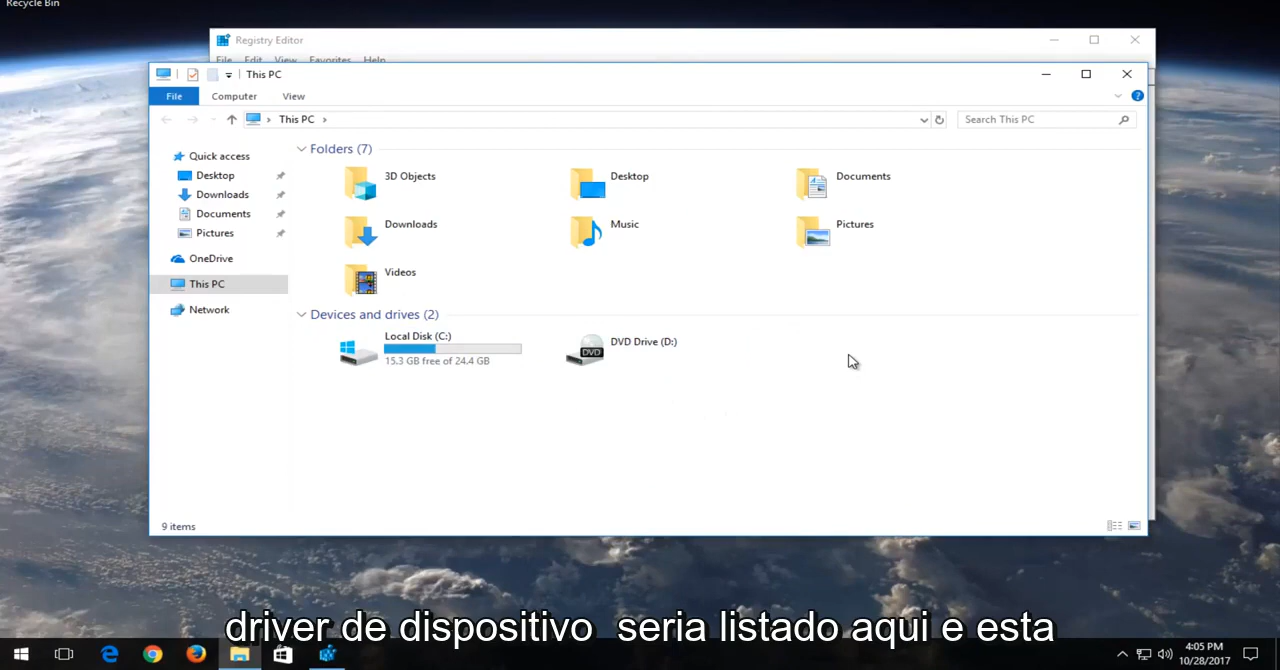 Recycle Bin
Registry Editor
File Edit View Favorites Help
This PC
File Computer View
This PC
Search This PC
Quick access
Desktop
Downloads
Documents
Pictures
OneDrive
This PC
Network
Folders (7)
3D Objects
Desktop
Documents
Downloads
Music
Pictures
Videos
Devices and drives (2)
Local Disk (C:)
15.3 GB free of 24.4 GB
DVD
DVD Drive (D:)
9 items
driver de dispositivo seria listado aqui e esta
4:05 PM
10/28/2017